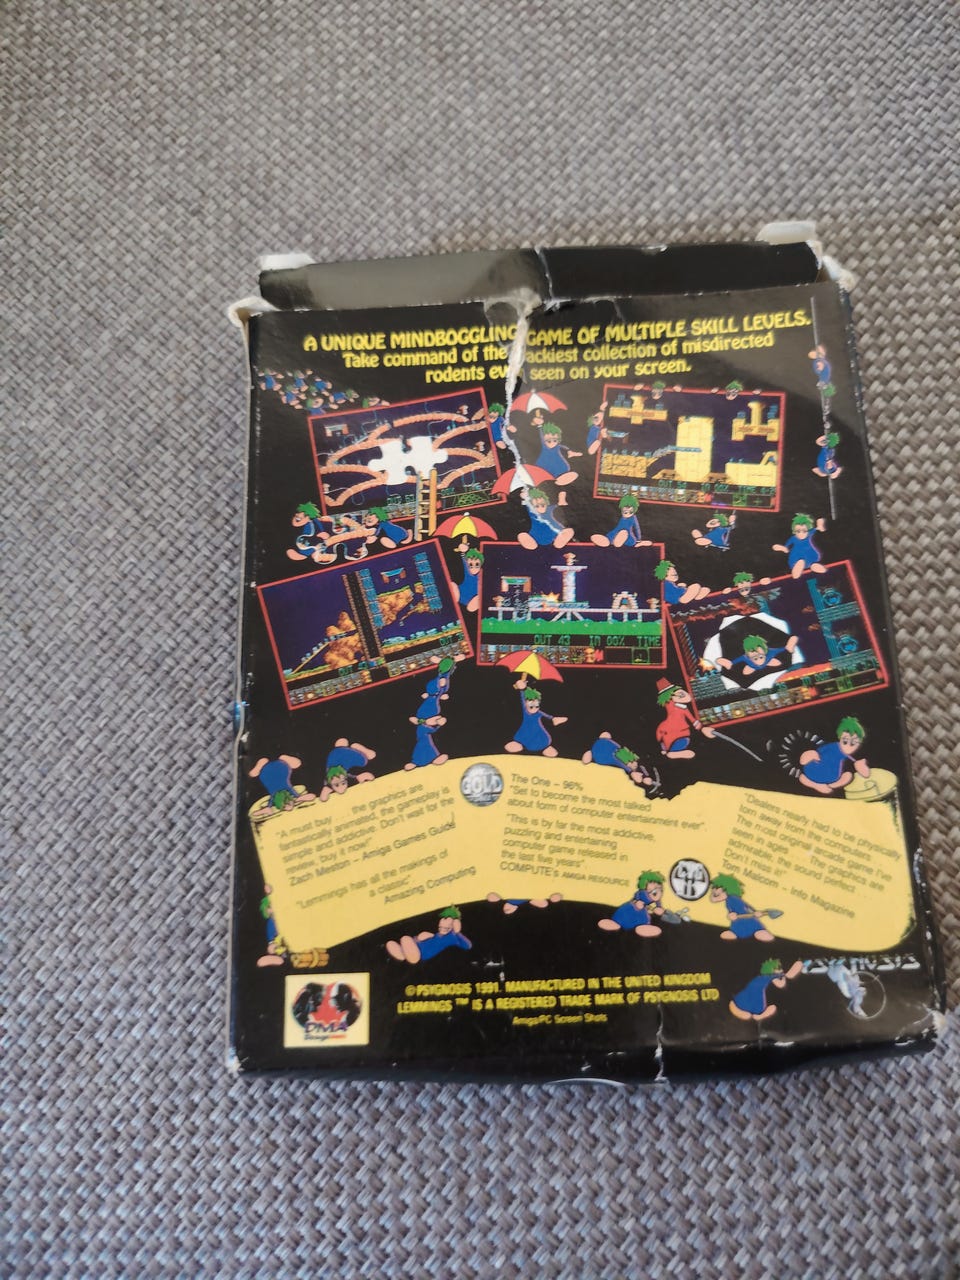 A UNIQUE MINDBOGGLING GAME OF MULTIPLE SKILL LEVELS.
Take command of the ackiest collection of misdirected
rodents ev seen on your screen.
OUT 43 IN 00% TIME
"A must buy ... the graphics are
fantastically animated, the gameplay is
simple and addictive. Don't wait for the
review, buy it now!"
Zach Meston – Amiga Games Guide
"Lemmings has all the makings of
a classic".
Amazing Computing
GOLD
The One – 96%
"Set to become the most talked
about form of computer entertainment ever"
"This is by far the most addictive,
puzzling and entertaining
computer game released in
the last five years".
COMPUTE's AMIGA RESOURCE
"Dealers nearly had to be physically
torn away from the computers ...
The most original arcade game I've
seen in ages ... The graphics are
admirable, the sound perfect
Don't miss it"
Tom Malcom – Info Magazine
DMA
Design
© PSYGNOSIS 1991. MANUFACTURED IN THE UNITED KINGDOM
LEMMINGS ™ IS A REGISTERED TRADE MARK OF PSYGNOSIS LTD
Amiga/PC Screen Shots
PSYGNOSIS